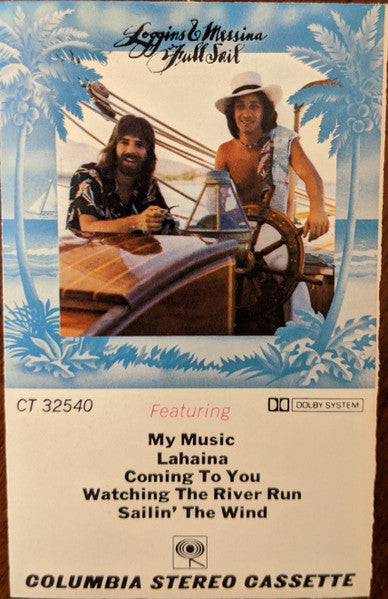 Loggins & Messina
Full Sail
CT 32540
Featuring
DOLBY SYSTEM
My Music
Lahaina
Coming To You
Watching The River Run
Sailin' The Wind
COLUMBIA STEREO CASSETTE